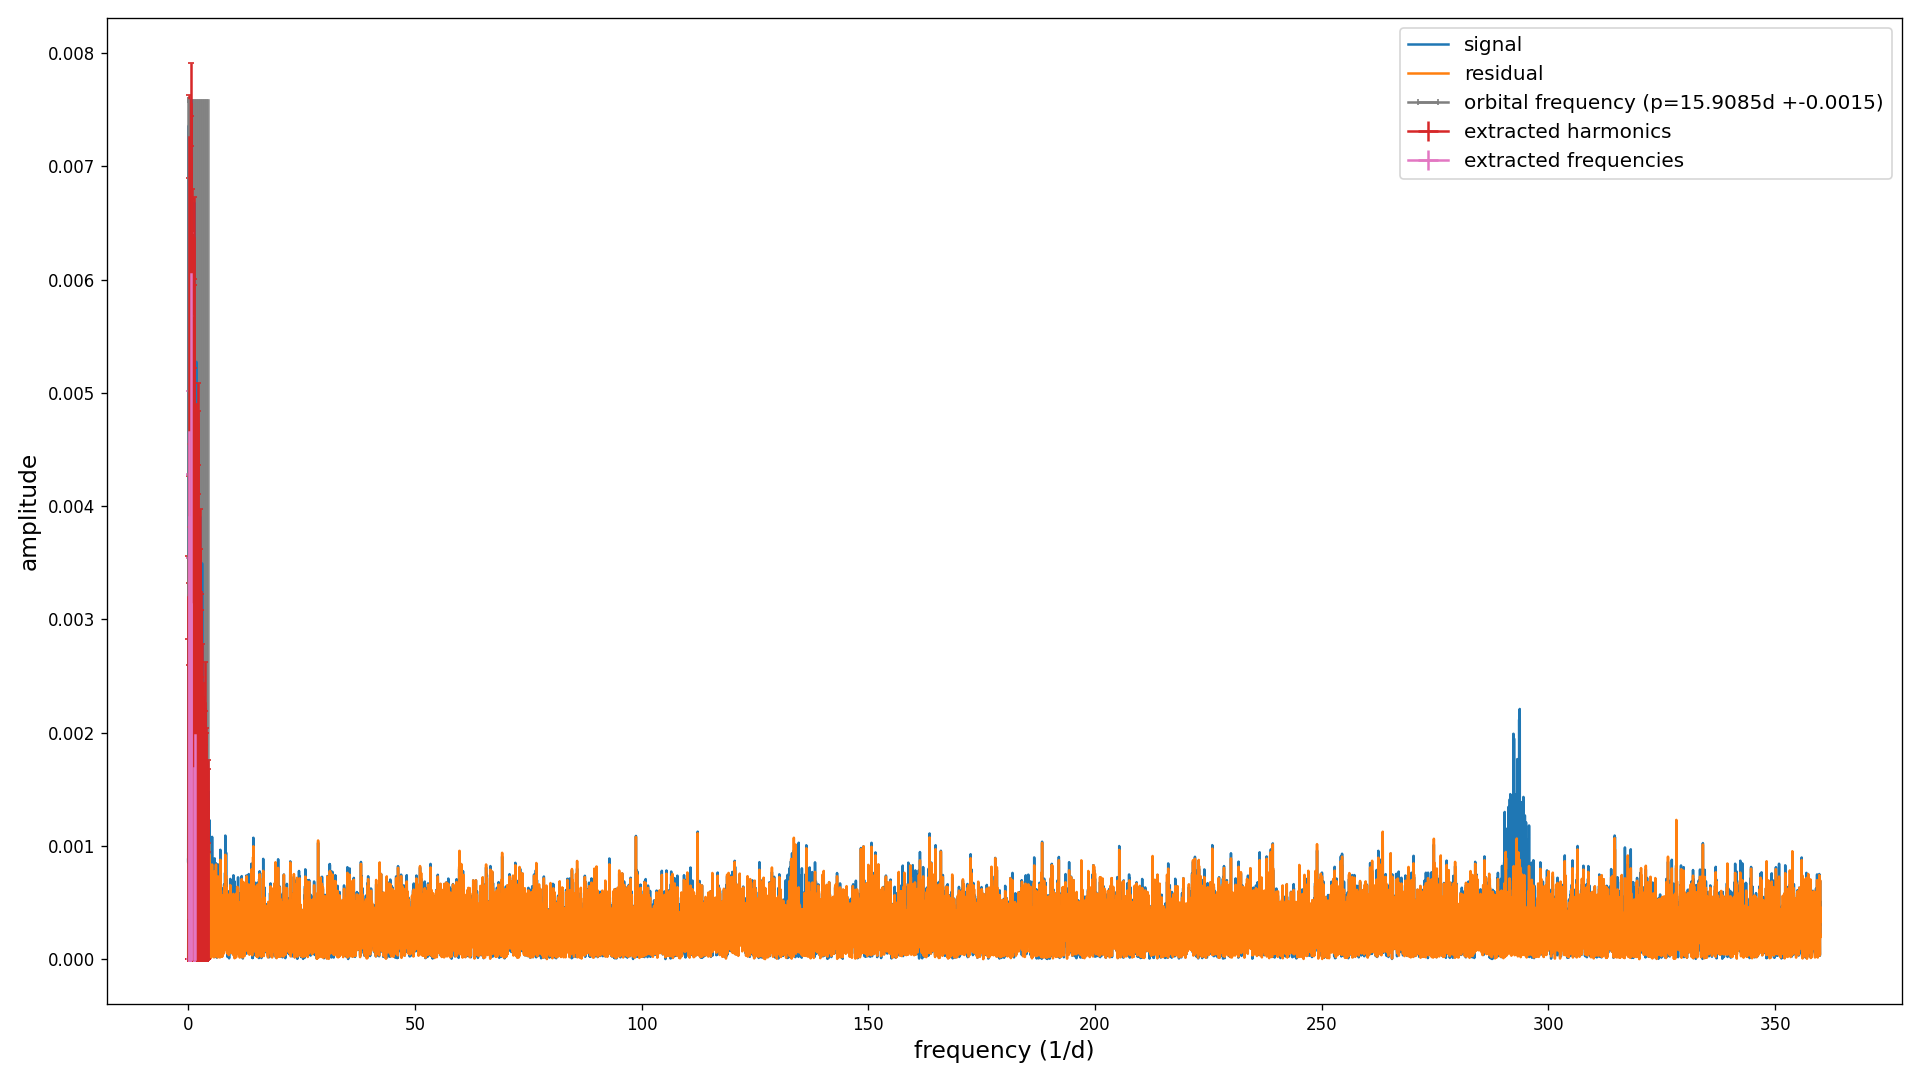 0.008
0.007
0.006
0.005
0.004
0.003
0.002
0.001
0.000
amplitude
0 50 100 150 200 250 300 350
frequency (1/d)
signal
residual
orbital frequency (p=15.9085d +-0.0015)
extracted harmonics
extracted frequencies